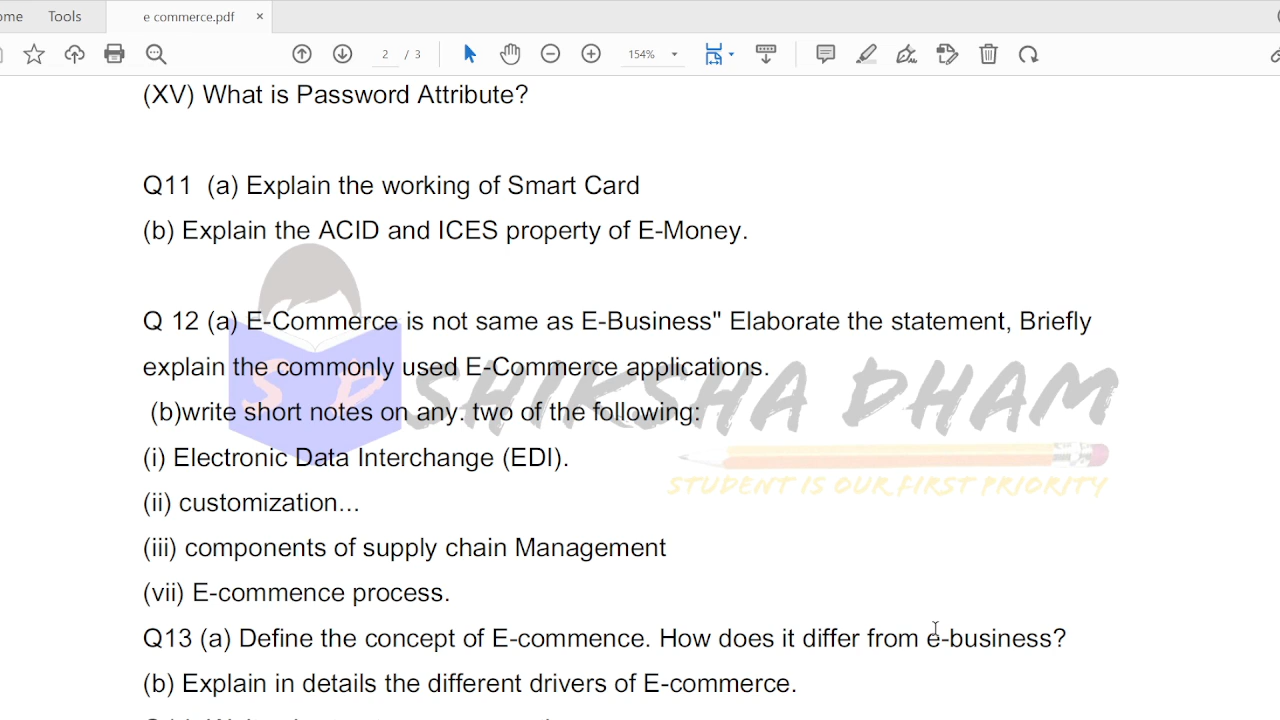 ome Tools e commerce.pdf ×
2 / 3 154%
(XV) What is Password Attribute?
Q11 (a) Explain the working of Smart Card
(b) Explain the ACID and ICES property of E-Money.
Q 12 (a) E-Commerce is not same as E-Business" Elaborate the statement, Briefly
explain the commonly used E-Commerce applications.
(b)write short notes on any. two of the following:
SP SHIKSHA DHAM
(i) Electronic Data Interchange (EDI).
STUDENT IS OUR FIRST PRIORITY
(ii) customization...
(iii) components of supply chain Management
(vii) E-commence process.
Q13 (a) Define the concept of E-commence. How does it differ from e-business?
(b) Explain in details the different drivers of E-commerce.